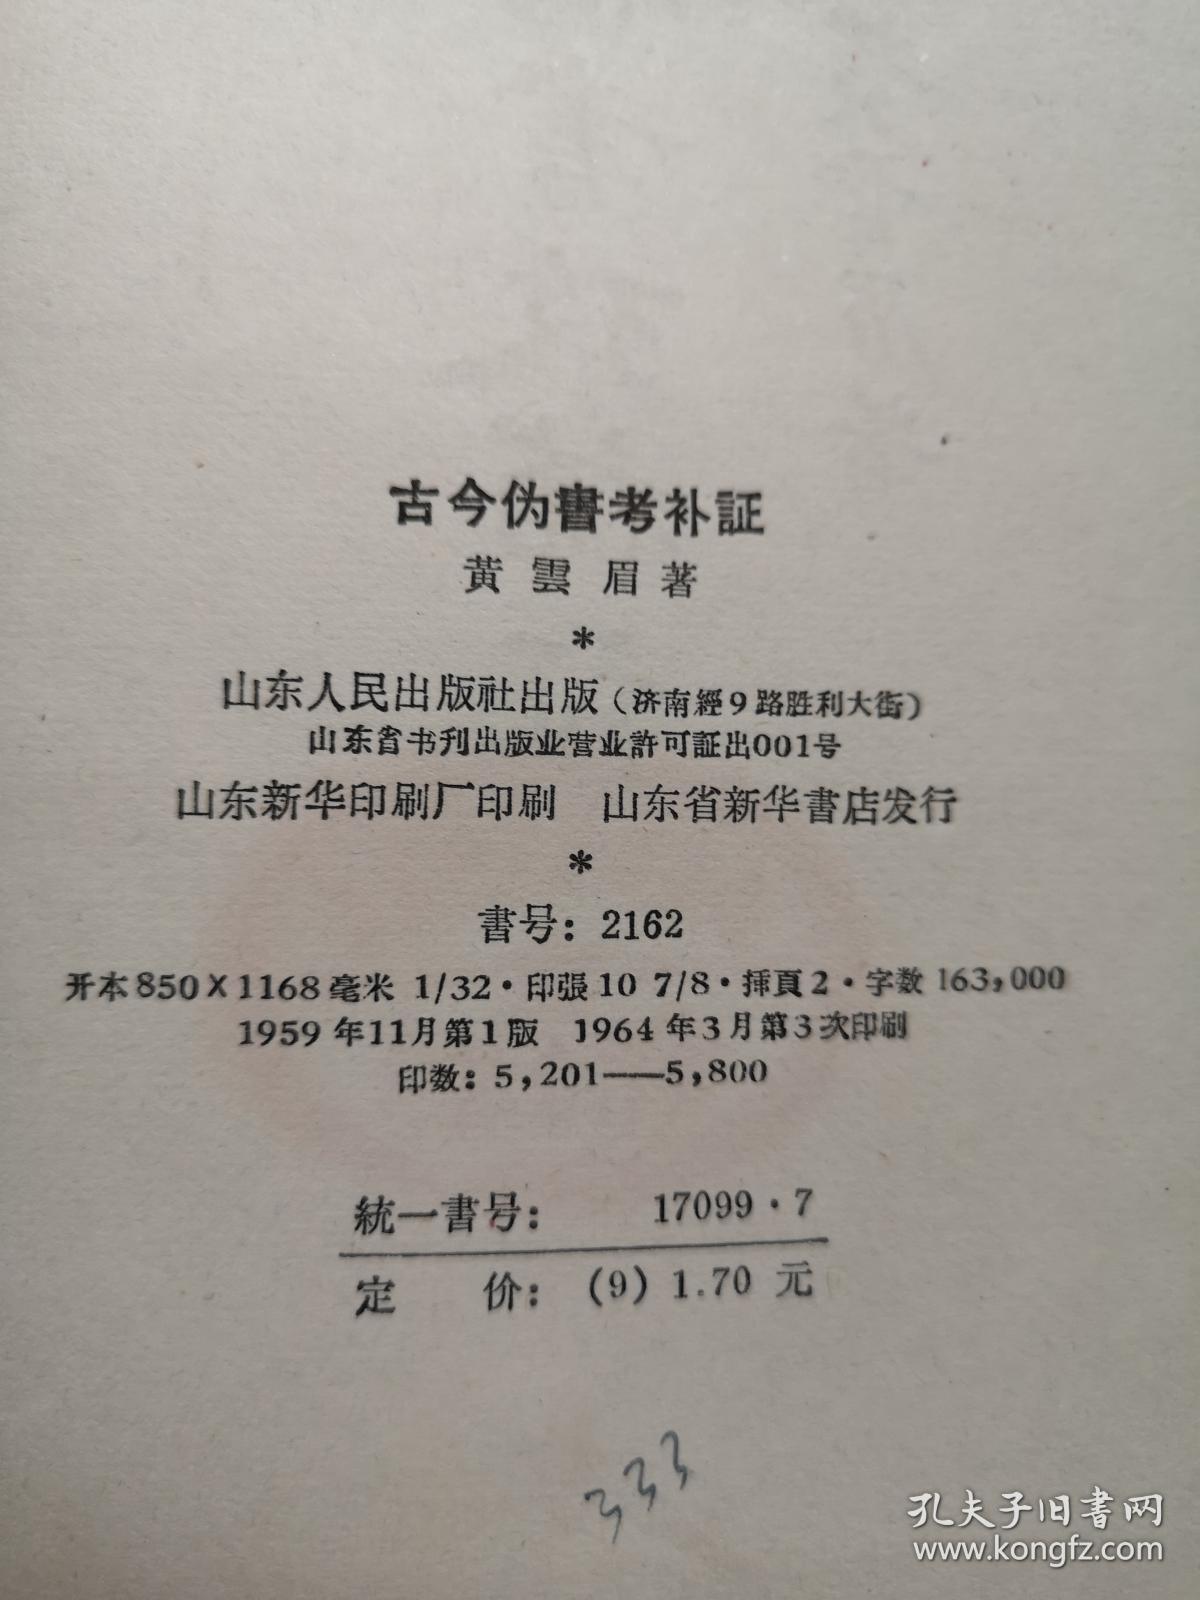 古今伪書考补証
黄雲眉著
*
山东人民出版社出版（济南經9路胜利大街）
山东省书刊出版业营业許可証出001号
山东新华印刷厂印刷 山东省新华書店发行
*
書号：2162
开本850×1168毫米 1/32·印張10 7/8·揷頁2·字数163,000
1959年11月第1版 1964年3月第3次印刷
印数：5,201——5,800
統一書号： 17099·7
定 价：(9) 1.70 元
333
孔夫子旧書网
www.kongfz.com